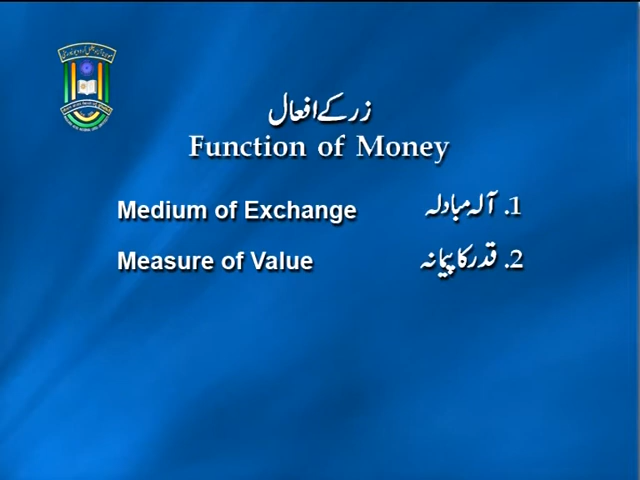 زر کے افعال
Function of Money
Medium of Exchange 1. آلہ مبادلہ
Measure of Value 2. قدر کا پیمانہ